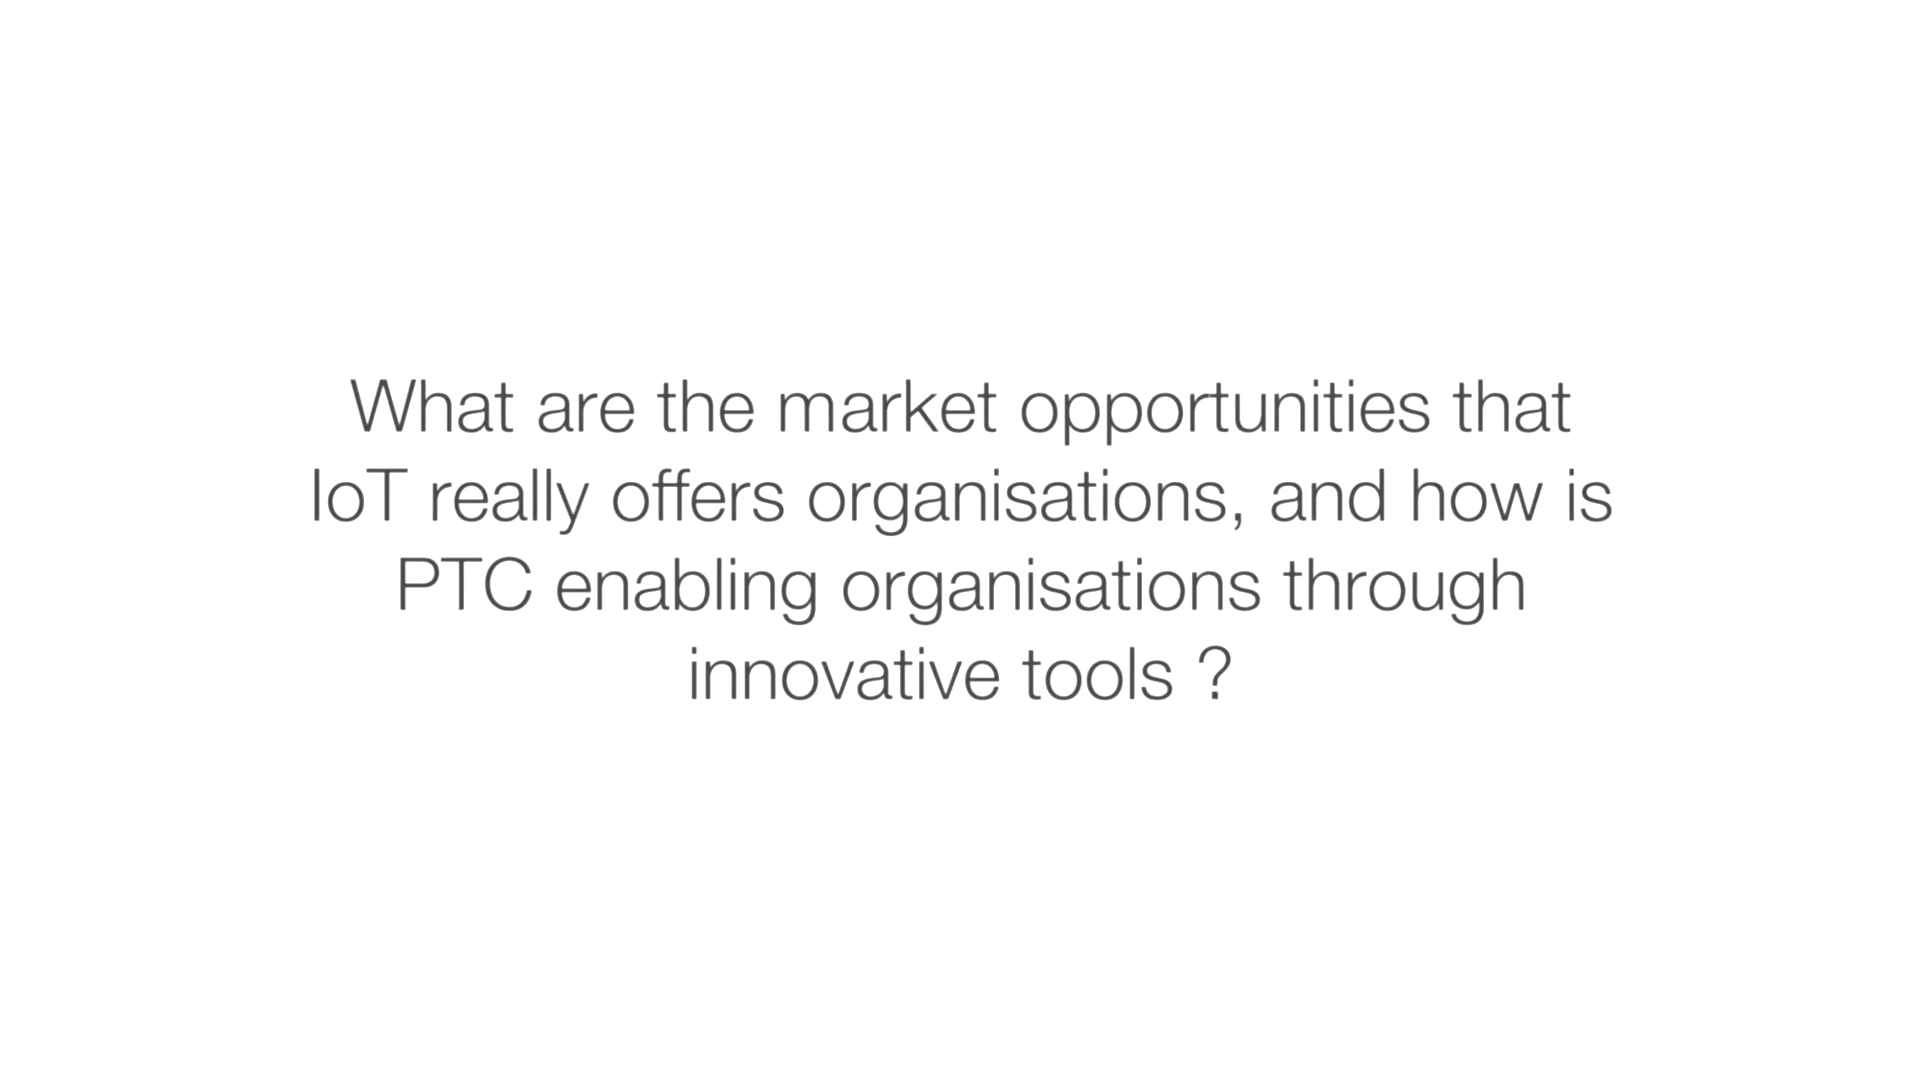 What are the market opportunities that
IoT really offers organisations, and how is
PTC enabling organisations through
innovative tools ?